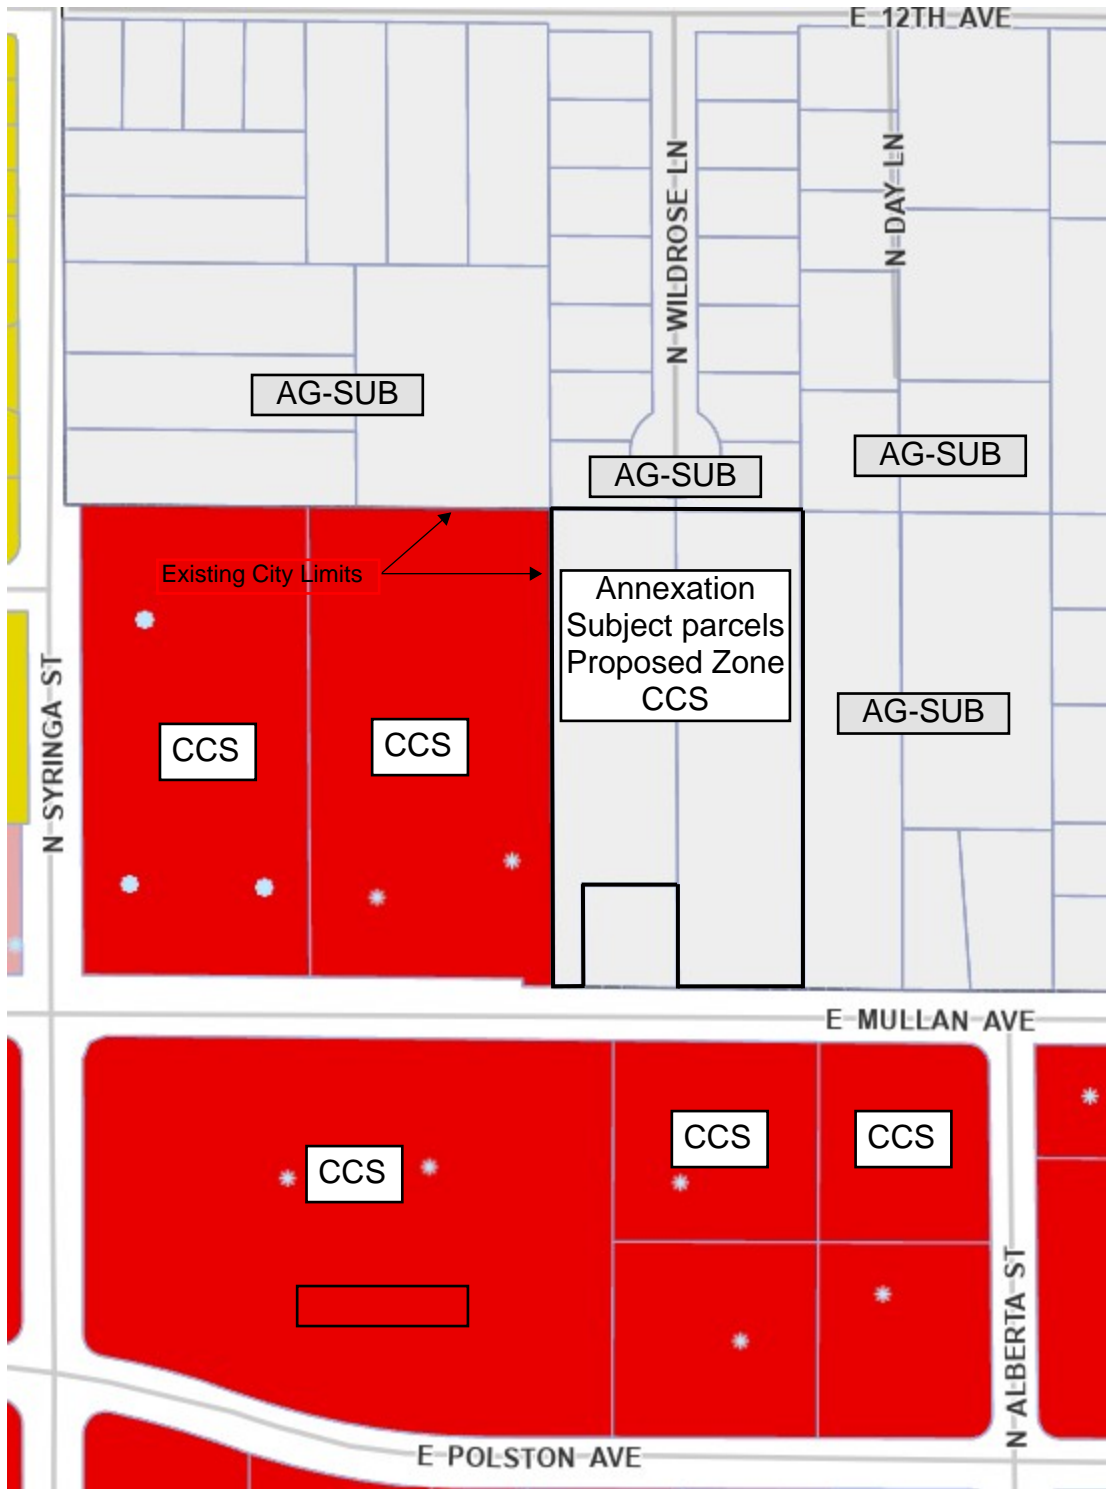 E 12TH AVE
N WILDROSE LN
N DAY LN
AG-SUB
AG-SUB
AG-SUB
Existing City Limits
Annexation
Subject parcels
Proposed Zone
CCS
N SYRINGA ST
CCS
CCS
AG-SUB
E MULLAN AVE
CCS
CCS
CCS
N ALBERTA ST
E POLSTON AVE